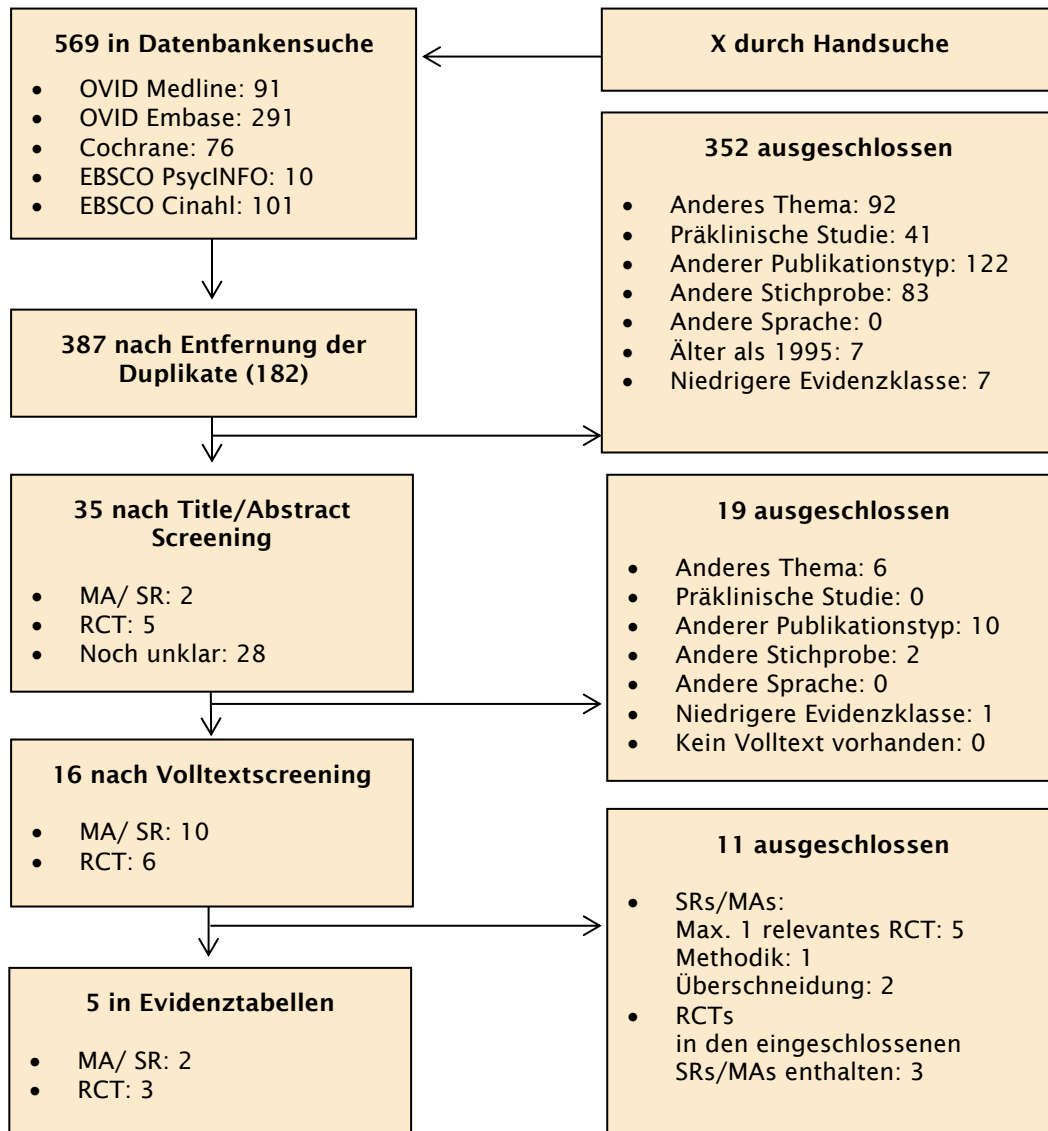 569 in Datenbankensuche
• OVID Medline: 91
• OVID Embase: 291
• Cochrane: 76
• EBSCO PsycINFO: 10
• EBSCO Cinahl: 101
X durch Handsuche
352 ausgeschlossen
• Anderes Thema: 92
• Präklinische Studie: 41
• Anderer Publikationstyp: 122
• Andere Stichprobe: 83
• Andere Sprache: 0
• Älter als 1995: 7
• Niedrigere Evidenzklasse: 7
387 nach Entfernung der
Duplikate (182)
35 nach Title/Abstract
Screening
• MA/ SR: 2
• RCT: 5
• Noch unklar: 28
19 ausgeschlossen
• Anderes Thema: 6
• Präklinische Studie: 0
• Anderer Publikationstyp: 10
• Andere Stichprobe: 2
• Andere Sprache: 0
• Niedrigere Evidenzklasse: 1
• Kein Volltext vorhanden: 0
16 nach Volltextscreening
• MA/ SR: 10
• RCT: 6
11 ausgeschlossen
• SRs/MAs:
Max. 1 relevantes RCT: 5
Methodik: 1
Überschneidung: 2
• RCTs
in den eingeschlossenen
SRs/MAs enthalten: 3
5 in Evidenztabellen
• MA/ SR: 2
• RCT: 3